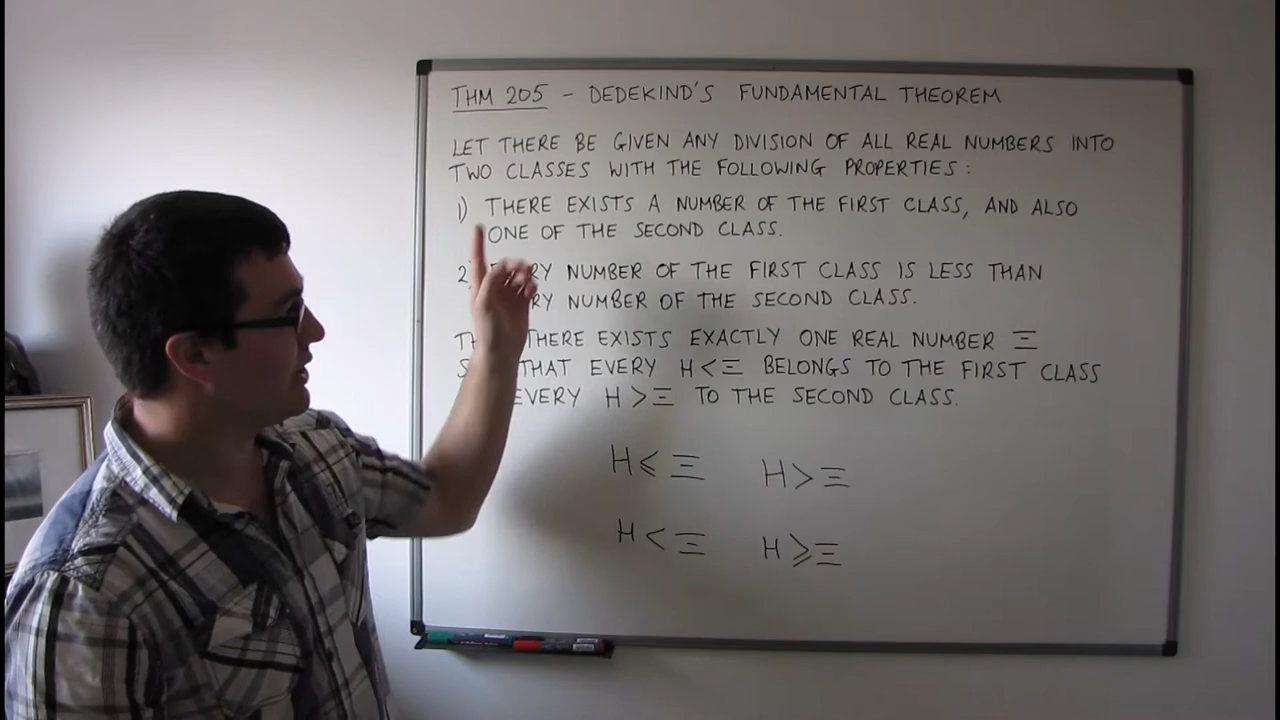 THM 205 - DEDEKIND'S FUNDAMENTAL THEOREM
LET THERE BE GIVEN ANY DIVISION OF ALL REAL NUMBERS INTO
TWO CLASSES WITH THE FOLLOWING PROPERTIES:
1) THERE EXISTS A NUMBER OF THE FIRST CLASS, AND ALSO
ONE OF THE SECOND CLASS.
2) NUMBER OF THE FIRST CLASS IS LESS THAN
NUMBER OF THE SECOND CLASS.
THERE EXISTS EXACTLY ONE REAL NUMBER Ξ
THAT EVERY H < Ξ BELONGS TO THE FIRST CLASS
EVERY H > Ξ TO THE SECOND CLASS.
H ≤ Ξ H > Ξ
H < Ξ H ≥ Ξ